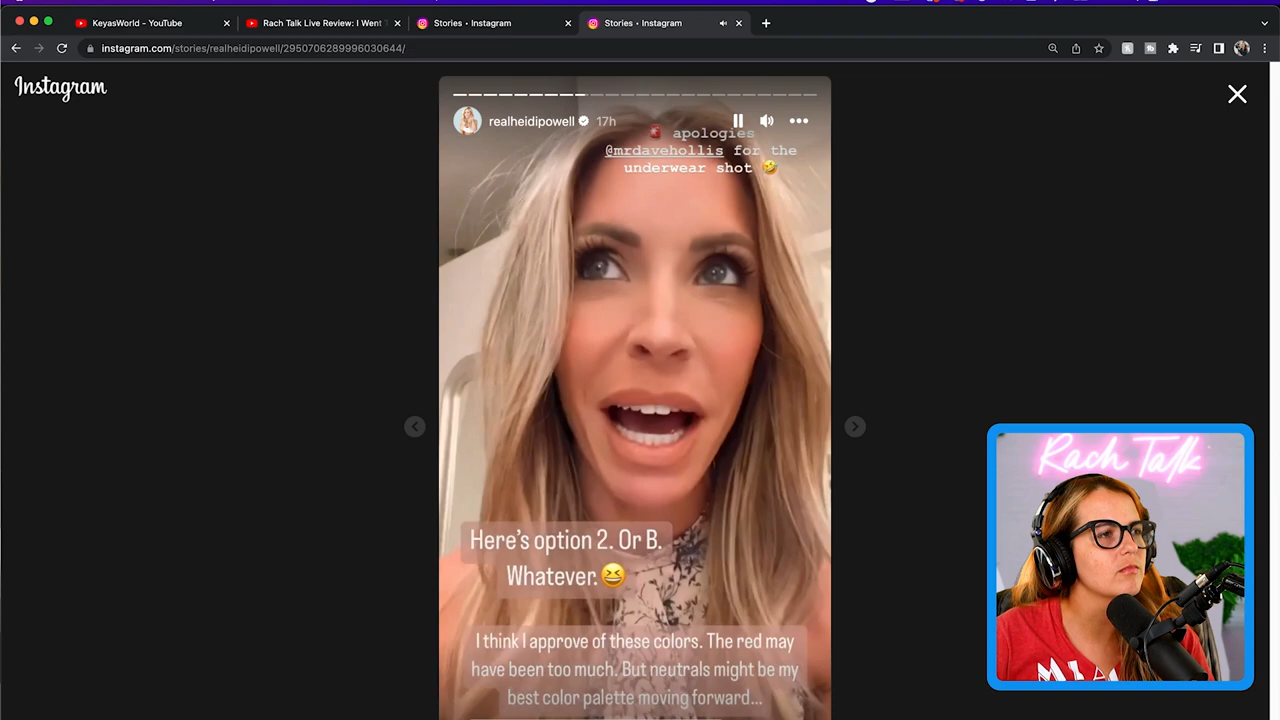 KeyasWorld - YouTube
Rach Talk Live Review: I Went T
Stories • Instagram
Stories • Instagram
instagram.com/stories/realheidipowell/2950706289996030644/
Instagram
realheidipowell 17h
apologies
@mrdavehollis for the
underwear shot 🤣
Here's option 2. Or B.
Whatever.😆
I think I approve of these colors. The red may
have been too much. But neutrals might be my
best color palette moving forward...
Rach Talk